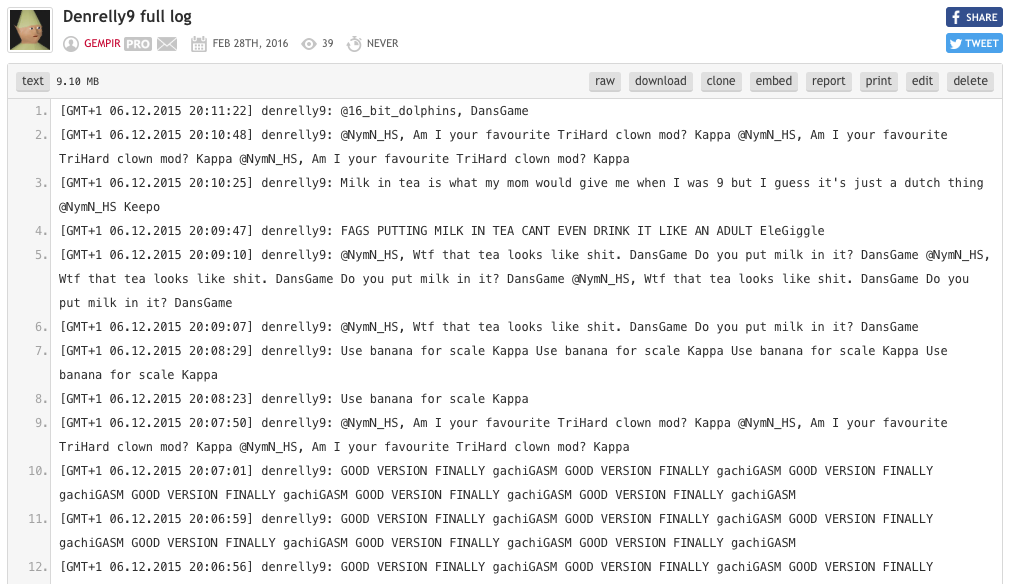 Denrelly9 full log
GEMPIR PRO FEB 28TH, 2016 39 NEVER
SHARE
TWEET
text 9.10 MB raw download clone embed report print edit delete
1. [GMT+1 06.12.2015 20:11:22] denrelly9: @16_bit_dolphins, DansGame
2. [GMT+1 06.12.2015 20:10:48] denrelly9: @NymN_HS, Am I your favourite TriHard clown mod? Kappa @NymN_HS, Am I your favourite
TriHard clown mod? Kappa @NymN_HS, Am I your favourite TriHard clown mod? Kappa
3. [GMT+1 06.12.2015 20:10:25] denrelly9: Milk in tea is what my mom would give me when I was 9 but I guess it's just a dutch thing
@NymN_HS Keepo
4. [GMT+1 06.12.2015 20:09:47] denrelly9: FAGS PUTTING MILK IN TEA CANT EVEN DRINK IT LIKE AN ADULT EleGiggle
5. [GMT+1 06.12.2015 20:09:10] denrelly9: @NymN_HS, Wtf that tea looks like shit. DansGame Do you put milk in it? DansGame @NymN_HS,
Wtf that tea looks like shit. DansGame Do you put milk in it? DansGame @NymN_HS, Wtf that tea looks like shit. DansGame Do you
put milk in it? DansGame
6. [GMT+1 06.12.2015 20:09:07] denrelly9: @NymN_HS, Wtf that tea looks like shit. DansGame Do you put milk in it? DansGame
7. [GMT+1 06.12.2015 20:08:29] denrelly9: Use banana for scale Kappa Use banana for scale Kappa Use banana for scale Kappa Use
banana for scale Kappa
8. [GMT+1 06.12.2015 20:08:23] denrelly9: Use banana for scale Kappa
9. [GMT+1 06.12.2015 20:07:50] denrelly9: @NymN_HS, Am I your favourite TriHard clown mod? Kappa @NymN_HS, Am I your favourite
TriHard clown mod? Kappa @NymN_HS, Am I your favourite TriHard clown mod? Kappa
10. [GMT+1 06.12.2015 20:07:01] denrelly9: GOOD VERSION FINALLY gachiGASM GOOD VERSION FINALLY gachiGASM GOOD VERSION FINALLY
gachiGASM GOOD VERSION FINALLY gachiGASM GOOD VERSION FINALLY gachiGASM GOOD VERSION FINALLY gachiGASM
11. [GMT+1 06.12.2015 20:06:59] denrelly9: GOOD VERSION FINALLY gachiGASM GOOD VERSION FINALLY gachiGASM GOOD VERSION FINALLY
gachiGASM GOOD VERSION FINALLY gachiGASM GOOD VERSION FINALLY gachiGASM GOOD VERSION FINALLY gachiGASM
12. [GMT+1 06.12.2015 20:06:56] denrelly9: GOOD VERSION FINALLY gachiGASM GOOD VERSION FINALLY gachiGASM GOOD VERSION FINALLY